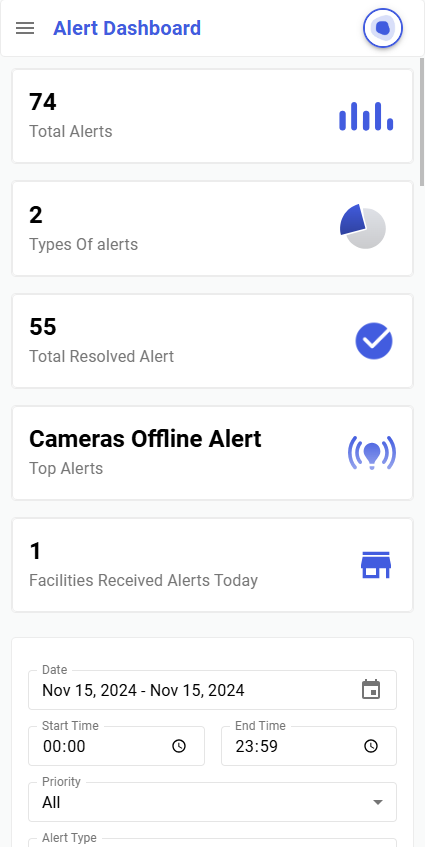 Alert Dashboard
74
Total Alerts
2
Types Of alerts
55
Total Resolved Alert
Cameras Offline Alert
Top Alerts
1
Facilities Received Alerts Today
Date
Nov 15, 2024 - Nov 15, 2024
Start Time
End Time
00:00
23:59
Priority
All
Alert Type